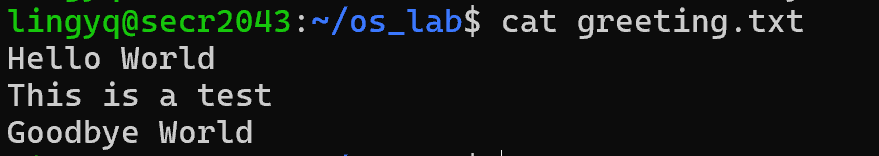 lingyq@secr2043:~/os_lab$ cat greeting.txt
Hello World
This is a test
Goodbye World